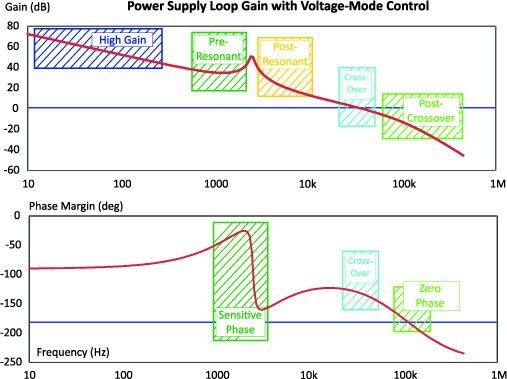 Power Supply Loop Gain with Voltage-Mode Control
Gain (dB)
80
60
40
20
0
-20
-40
-60
High Gain
Pre-
Resonant
Post-
Resonant
Cross-
Over
Post-
Crossover
10
100
1000
10k
100k
1M
Phase Margin (deg)
0
-50
-100
-150
-200
-250
Sensitive
Phase
Cross-
Over
Zero
Phase
Frequency (Hz)
10
100
1000
10k
100k
1M